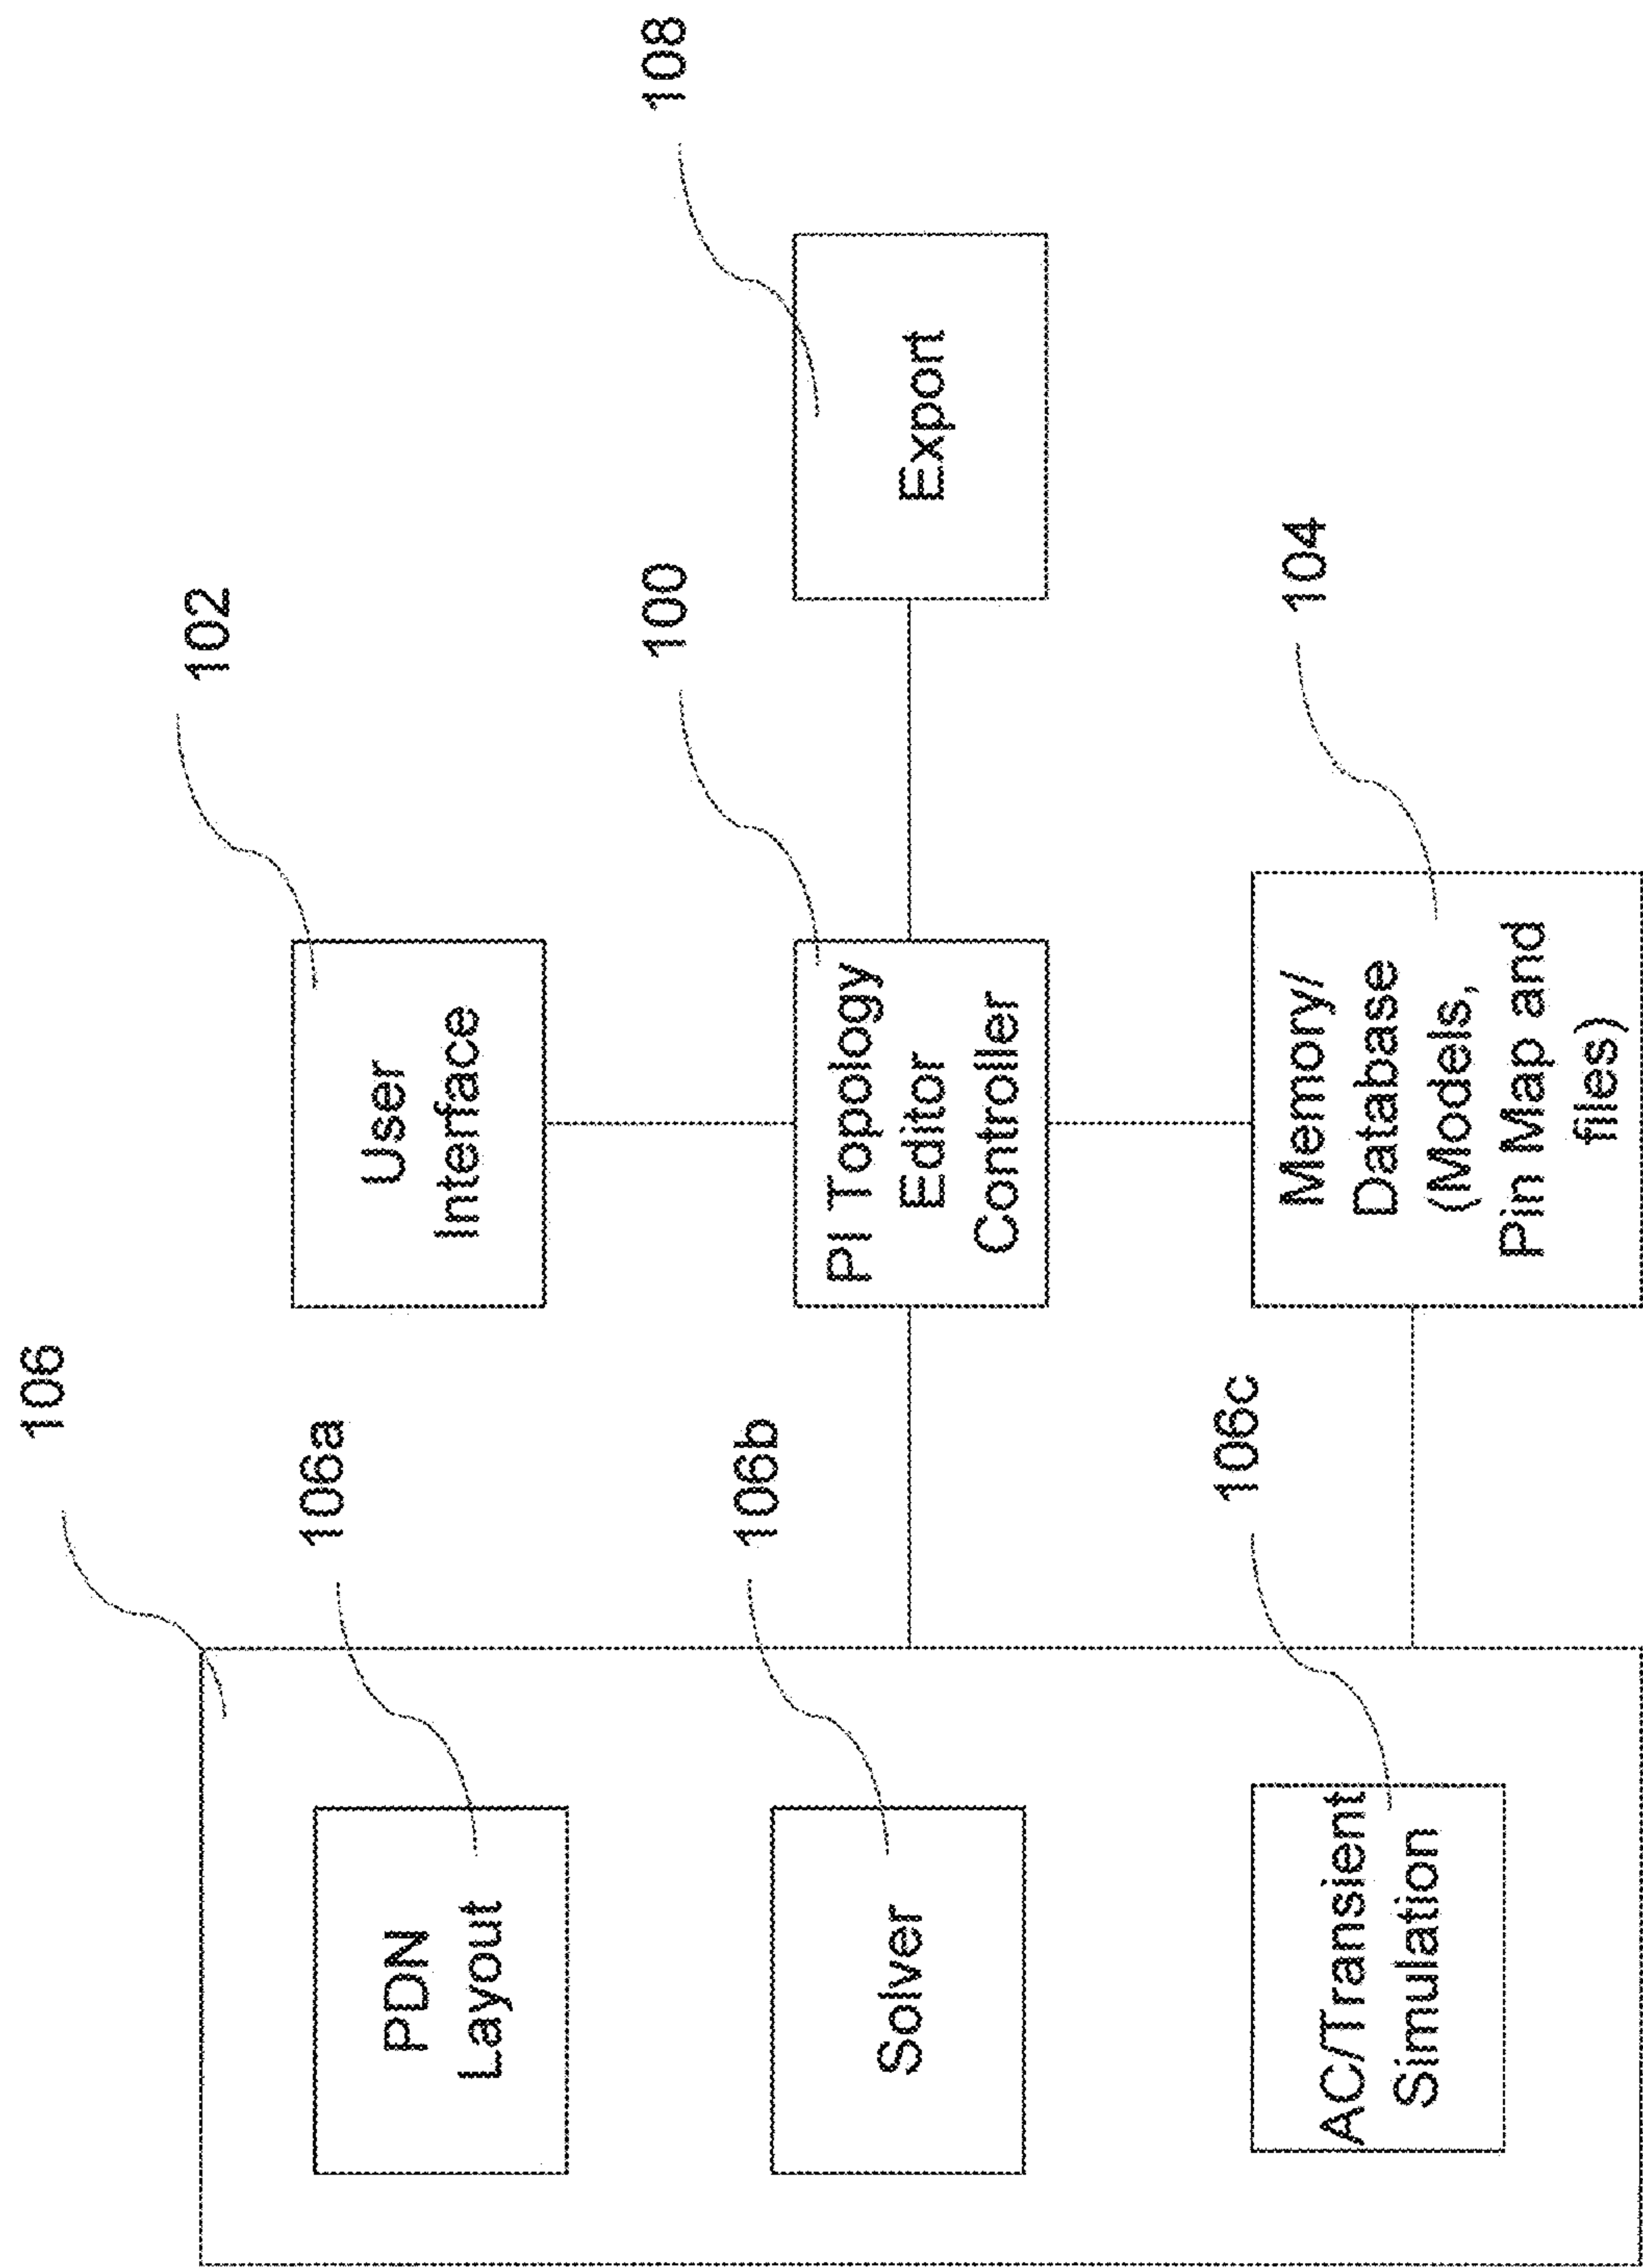 106
106a
PDN
Layout
106b
Solver
106c
AC/Transient
Simulation
102
User
Interface
100
PI Topology
Editor
Controller
104
Memory/
Database
(Models,
Pin Map and
files)
108
Export